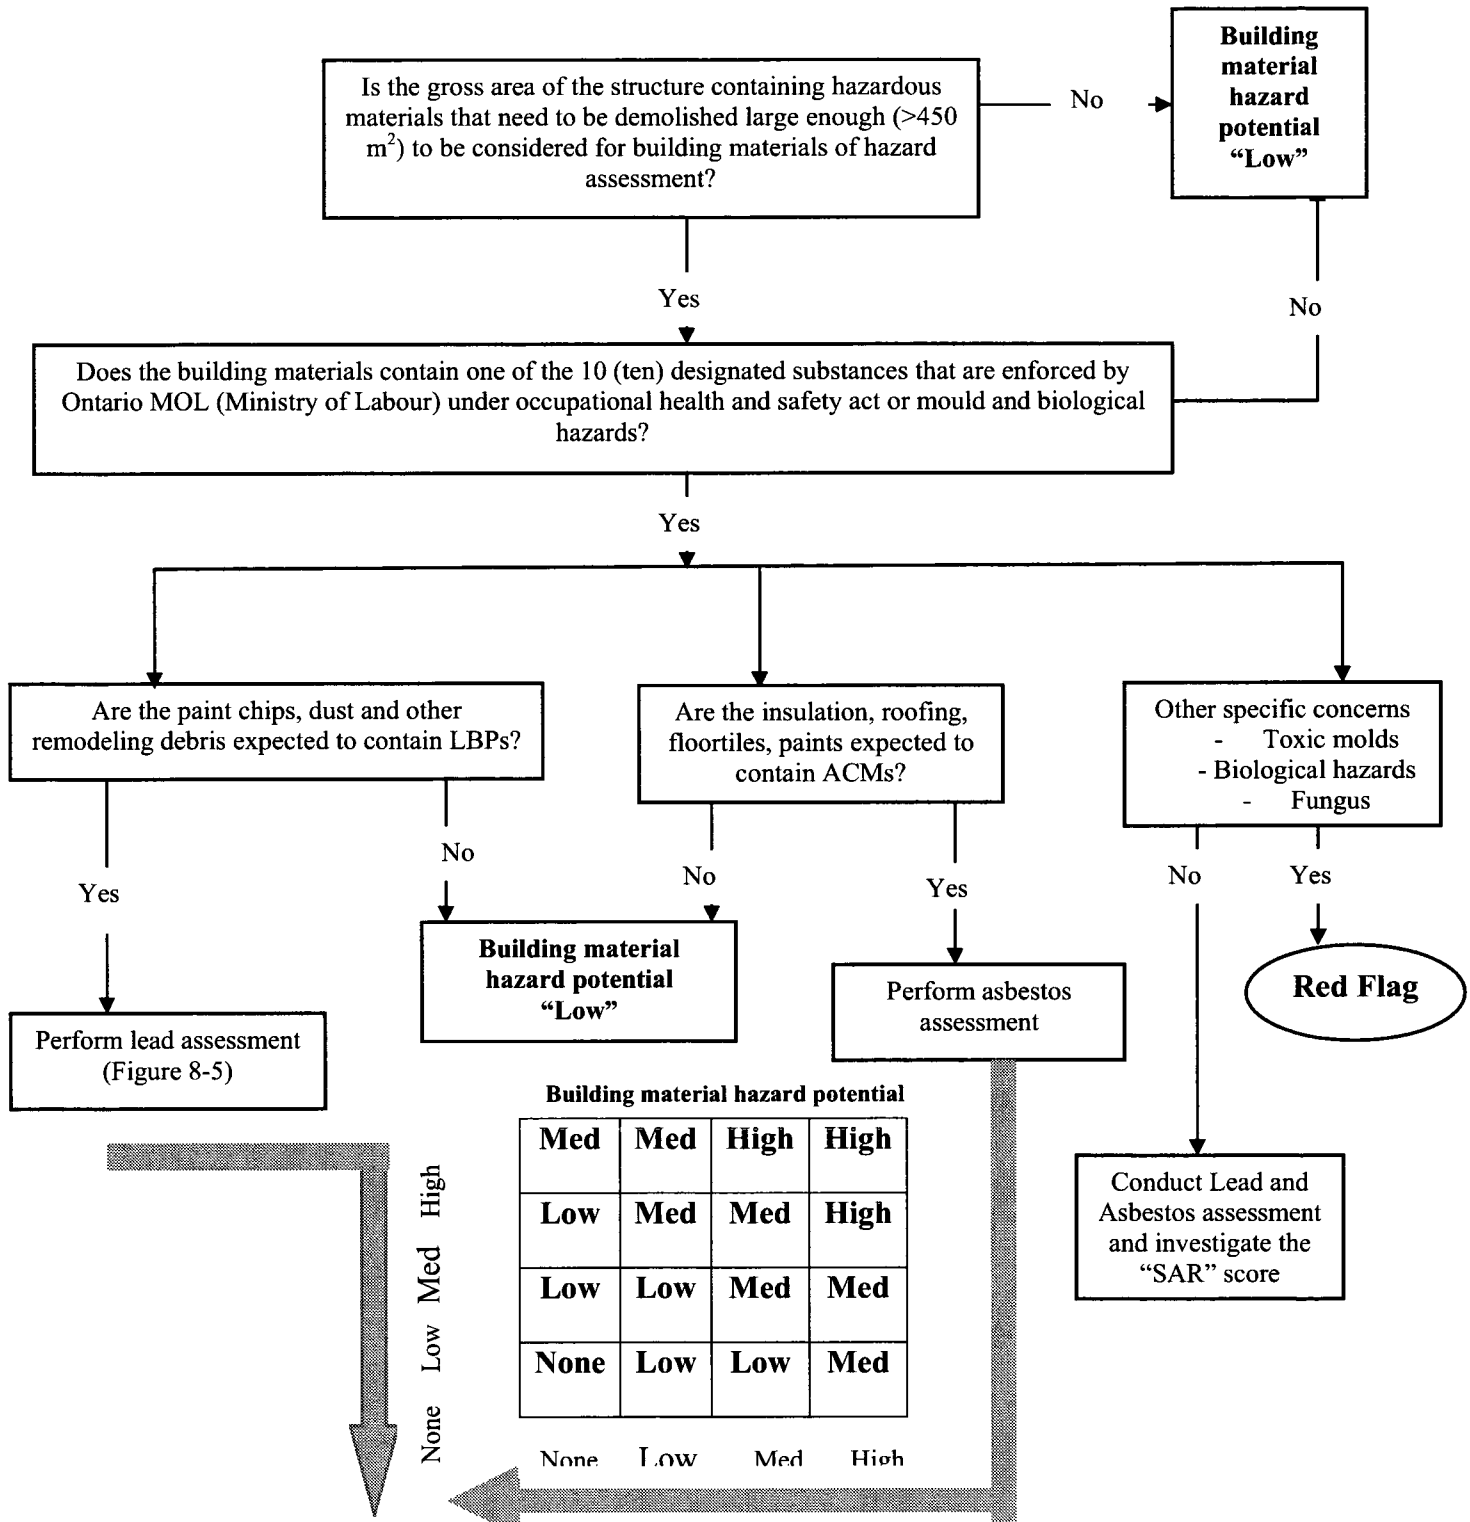 Is the gross area of the structure containing hazardous
materials that need to be demolished large enough (>450
m²) to be considered for building materials of hazard
assessment?
No
Building
material
hazard
potential
“Low”
Yes
No
Does the building materials contain one of the 10 (ten) designated substances that are enforced by
Ontario MOL (Ministry of Labour) under occupational health and safety act or mould and biological
hazards?
Yes
Are the paint chips, dust and other
remodeling debris expected to contain LBPs?
Are the insulation, roofing,
floortiles, paints expected to
contain ACMs?
Other specific concerns
- Toxic molds
- Biological hazards
- Fungus
Yes
No
No
Yes
No
Yes
Building material
hazard potential
“Low”
Red Flag
Perform asbestos
assessment
Perform lead assessment
(Figure 8-5)
Building material hazard potential
Med Med High High
Low Med Med High
Low Low Med Med
None Low Low Med
None Low Med High
None Low Med High
Conduct Lead and
Asbestos assessment
and investigate the
“SAR” score